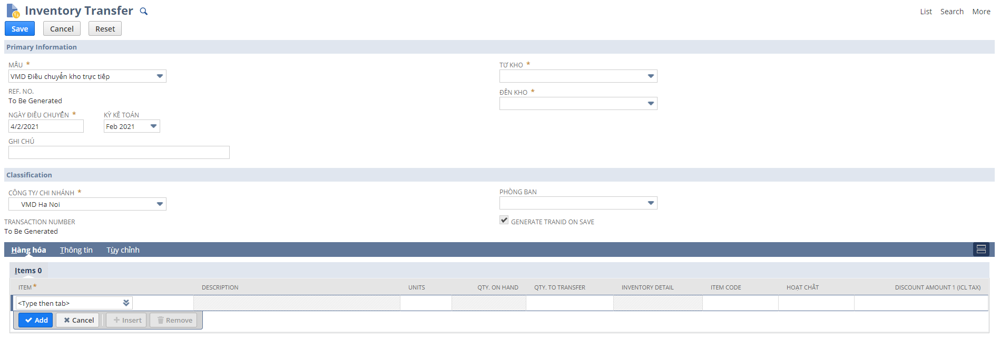 Inventory Transfer
List Search More
Save Cancel Reset
Primary Information
MẪU *
VMD Điều chuyển kho trực tiếp
REF. NO.
To Be Generated
NGÀY ĐIỀU CHUYỂN *
4/2/2021
KỲ KẾ TOÁN
Feb 2021
GHI CHÚ
TỪ KHO *
ĐẾN KHO *
Classification
CÔNG TY/ CHI NHÁNH *
VMD Ha Noi
TRANSACTION NUMBER
To Be Generated
PHÒNG BAN
GENERATE TRANID ON SAVE
Hàng hóa Thông tin Tùy chỉnh
Items 0
ITEM * DESCRIPTION UNITS QTY. ON HAND QTY. TO TRANSFER INVENTORY DETAIL ITEM CODE HOẠT CHẤT DISCOUNT AMOUNT 1 (ICL TAX)
<Type then tab>
Add Cancel Insert Remove